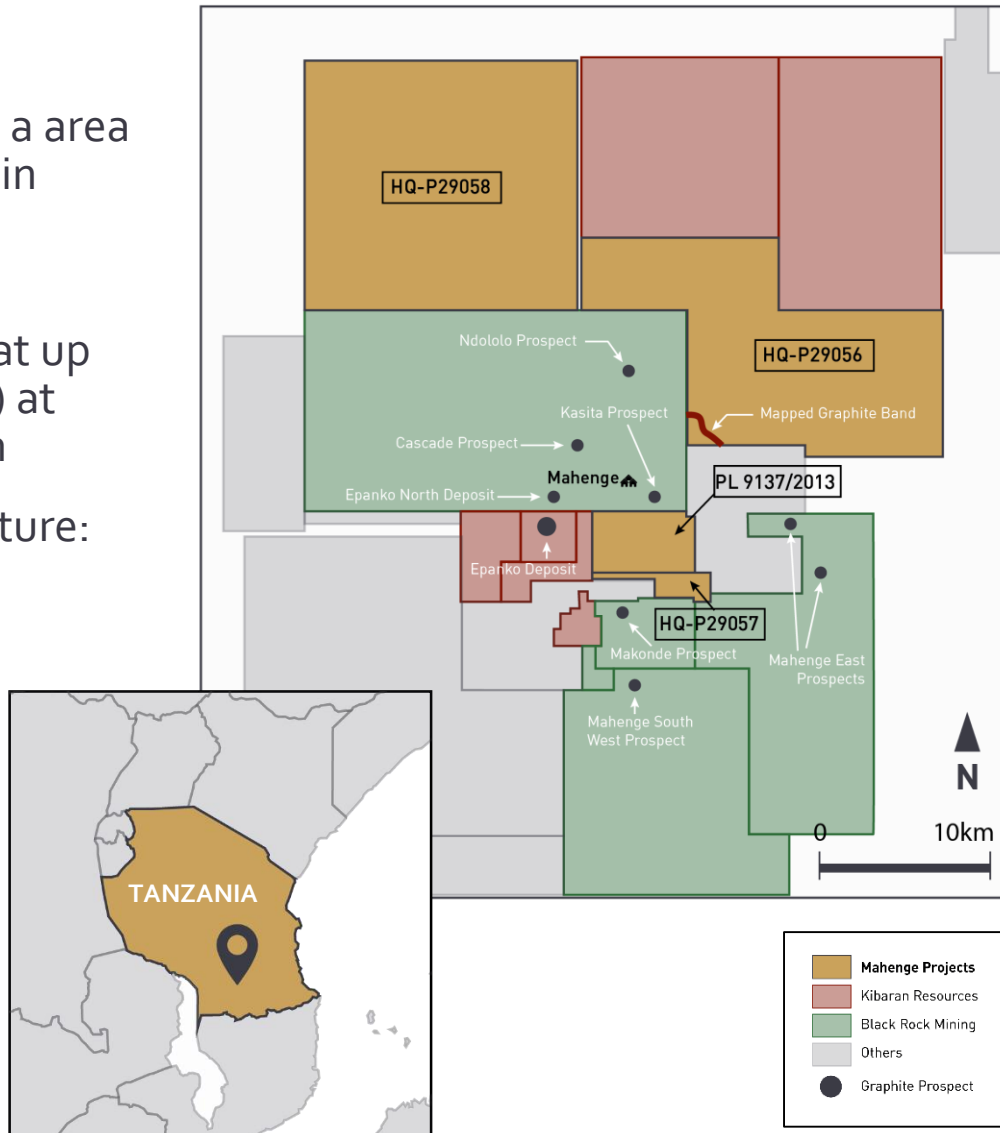 a area
in
at up
) at
n
ture:
HQ-P29058
Ndololo Prospect
HQ-P29056
Kasita Prospect
Mapped Graphite Band
Cascade Prospect
Mahenge
PL 9137/2013
Epanko North Deposit
Epanko Deposit
HQ-P29057
Makonde Prospect
Mahenge East
Prospects
Mahenge South
West Prospect
N
0 10km
TANZANIA
Mahenge Projects
Kibaran Resources
Black Rock Mining
Others
Graphite Prospect